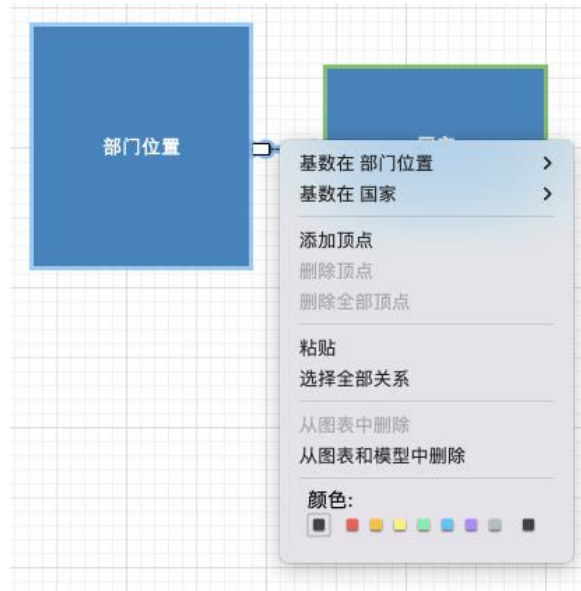 部门位置
基数在 部门位置
基数在 国家
添加顶点
删除顶点
删除全部顶点
粘贴
选择全部关系
从图表中删除
从图表和模型中删除
颜色: